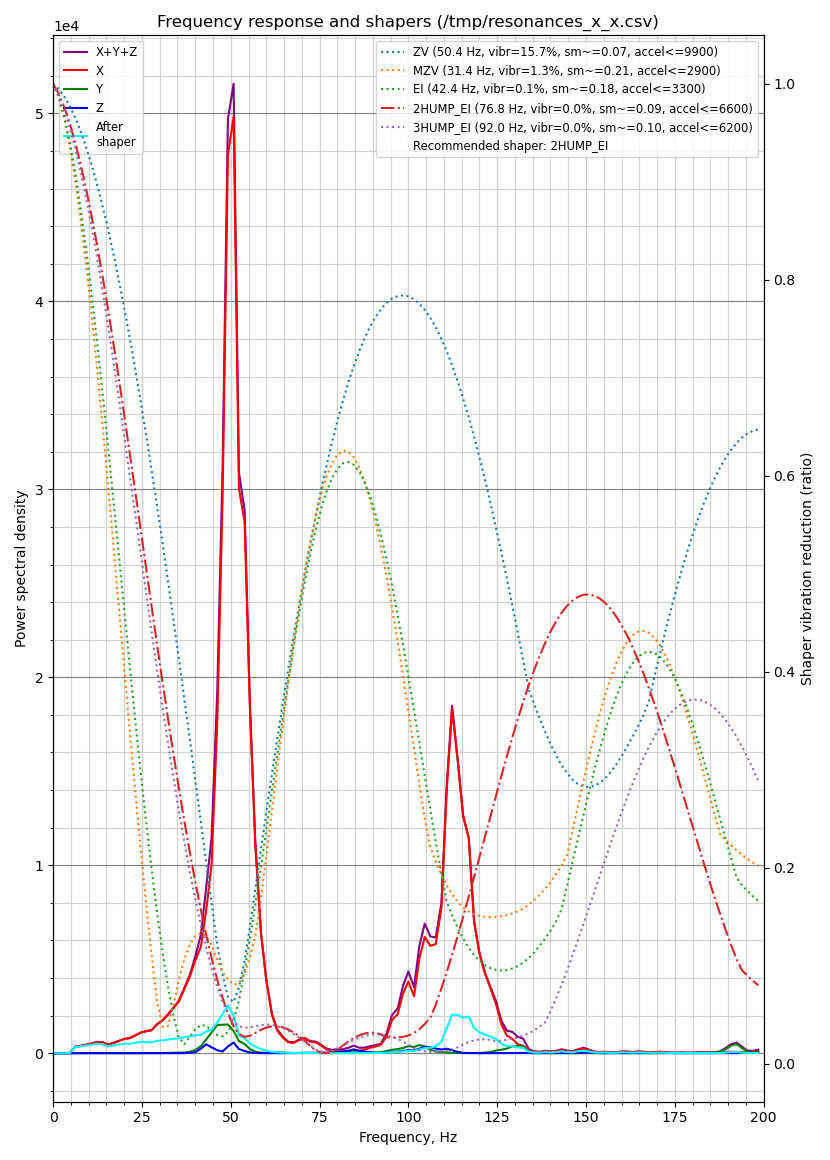 Frequency response and shapers (/tmp/resonances_x_x.csv)
1e4
X+Y+Z
X
Y
Z
After
shaper
ZV (50.4 Hz, vibr=15.7%, sm~=0.07, accel<=9900)
MZV (31.4 Hz, vibr=1.3%, sm~=0.21, accel<=2900)
EI (42.4 Hz, vibr=0.1%, sm~=0.18, accel<=3300)
2HUMP_EI (76.8 Hz, vibr=0.0%, sm~=0.09, accel<=6600)
3HUMP_EI (92.0 Hz, vibr=0.0%, sm~=0.10, accel<=6200)
Recommended shaper: 2HUMP_EI
5
4
3
2
1
0
Power spectral density
1.0
0.8
0.6
0.4
0.2
0.0
Shaper vibration reduction (ratio)
0 25 50 75 100 125 150 175 200
Frequency, Hz